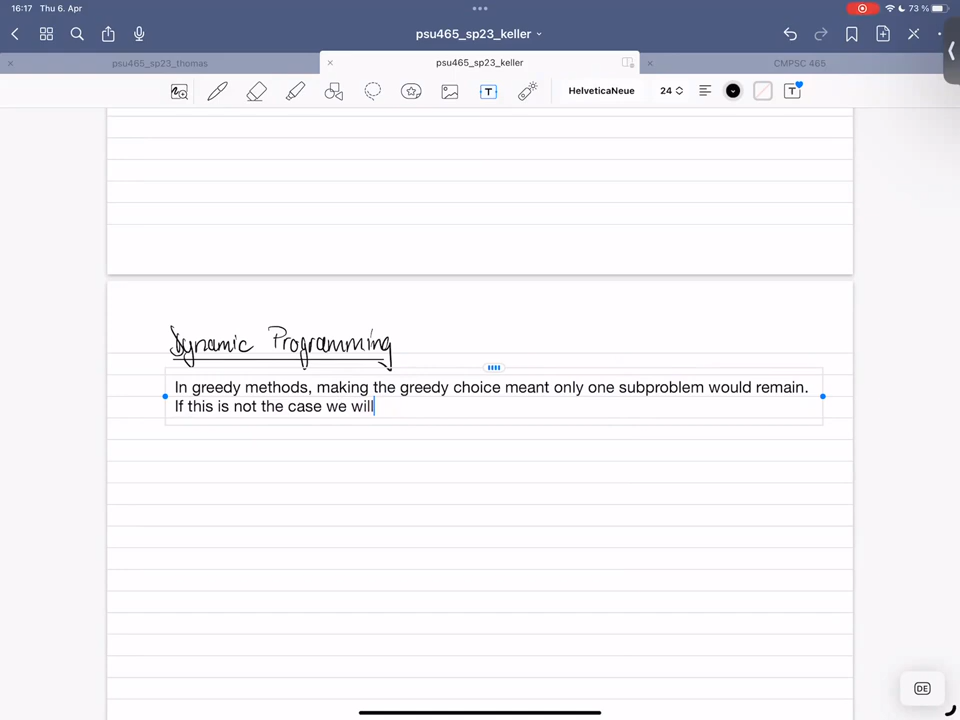 16:17 Thu 6. Apr 73 %
psu465_sp23_keller
psu465_sp23_thomas psu465_sp23_keller CMPSC 465
HelveticaNeue 24 T
Dynamic Programming
In greedy methods, making the greedy choice meant only one subproblem would remain.
If this is not the case we will
DE